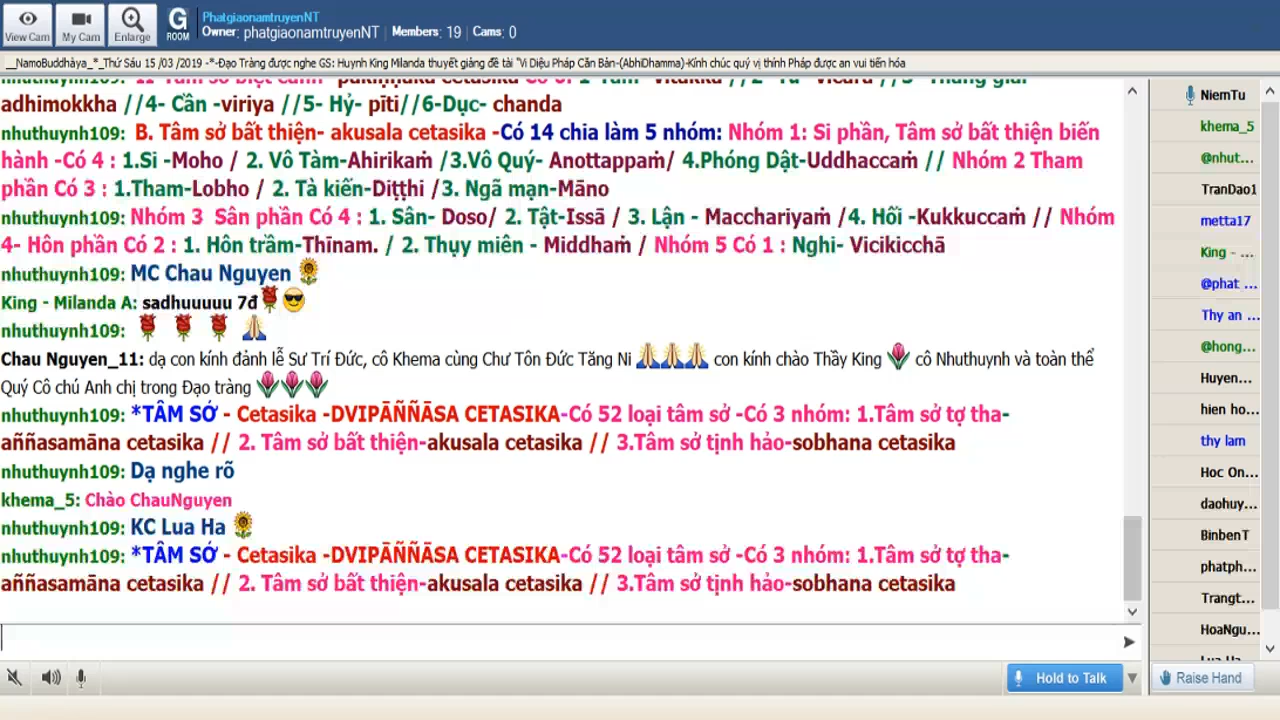 View Cam
My Cam
Enlarge
G
ROOM
PhatgiaonamtruyenNT
Owner: phatgiaonamtruyenNT | Members: 19 | Cams: 0
__NamoBuddhàya_*_Thứ Sáu 15 /03 /2019 -*-Đạo Tràng được nghe GS: Huynh King Milanda thuyết giảng đề tài "Vi Diệu Pháp Căn Bản-(AbhiDhamma)-Kính chúc quý vị thính Pháp được an vui tiến hóa
adhimokkha //4- Cần -viriya //5- Hỷ- pīti//6-Dục- chanda
nhuthuynh109: B. Tâm sở bất thiện- akusala cetasika -Có 14 chia làm 5 nhóm: Nhóm 1: Si phần, Tâm sở bất thiện biến
hành -Có 4 : 1.Si -Moho / 2. Vô Tàm-Ahirikaṁ /3.Vô Quý- Anottappaṁ/ 4.Phóng Dật-Uddhaccaṁ // Nhóm 2 Tham
phần Có 3 : 1.Tham-Lobho / 2. Tà kiến-Diṭṭhi /3. Ngã mạn-Māno
nhuthuynh109: Nhóm 3 Sân phần Có 4 : 1. Sân- Doso/ 2. Tật-Issā / 3. Lận - Macchariyaṁ /4. Hối -Kukkuccaṁ // Nhóm
4- Hôn phần Có 2 : 1. Hôn trầm-Thīnam. / 2. Thụy miên - Middhaṁ / Nhóm 5 Có 1 : Nghi- Vicikicchā
nhuthuynh109: MC Chau Nguyen
King - Milanda A: sadhuuuuu 7đ
nhuthuynh109:
Chau Nguyen_11: dạ con kính đảnh lễ Sư Trí Đức, cô Khema cùng Chư Tôn Đức Tăng Ni con kính chào Thầy King cô Nhuthuynh và toàn thể
Quý Cô chú Anh chị trong Đạo tràng
nhuthuynh109: *TÂM SỞ - Cetasika -DVIPĀÑÑĀSA CETASIKA-Có 52 loại tâm sở -Có 3 nhóm: 1.Tâm sở tợ tha-
aññasamāna cetasika // 2. Tâm sở bất thiện-akusala cetasika // 3.Tâm sở tịnh hảo-sobhana cetasika
nhuthuynh109: Dạ nghe rõ
khema_5: Chào ChauNguyen
nhuthuynh109: KC Lua Ha
nhuthuynh109: *TÂM SỞ - Cetasika -DVIPĀÑÑĀSA CETASIKA-Có 52 loại tâm sở -Có 3 nhóm: 1.Tâm sở tợ tha-
aññasamāna cetasika // 2. Tâm sở bất thiện-akusala cetasika // 3.Tâm sở tịnh hảo-sobhana cetasika
NiemTu
khema_5
@nhut...
TranDao1
metta17
King - ...
@phat ...
Thy an ...
@hong...
Huyen...
hien ho...
thy lam
Hoc On...
daohuy...
BinbenT
phatph...
Trangt...
HoaNgu...
Lua Ha
Hold to Talk
Raise Hand